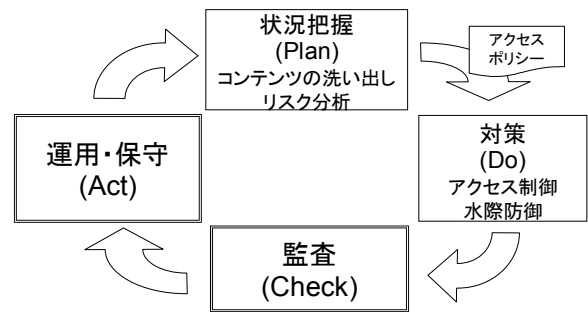 状況把握
(Plan)
コンテンツの洗い出し
リスク分析
アクセス
ポリシー
対策
(Do)
アクセス制御
水際防御
監査
(Check)
運用・保守
(Act)